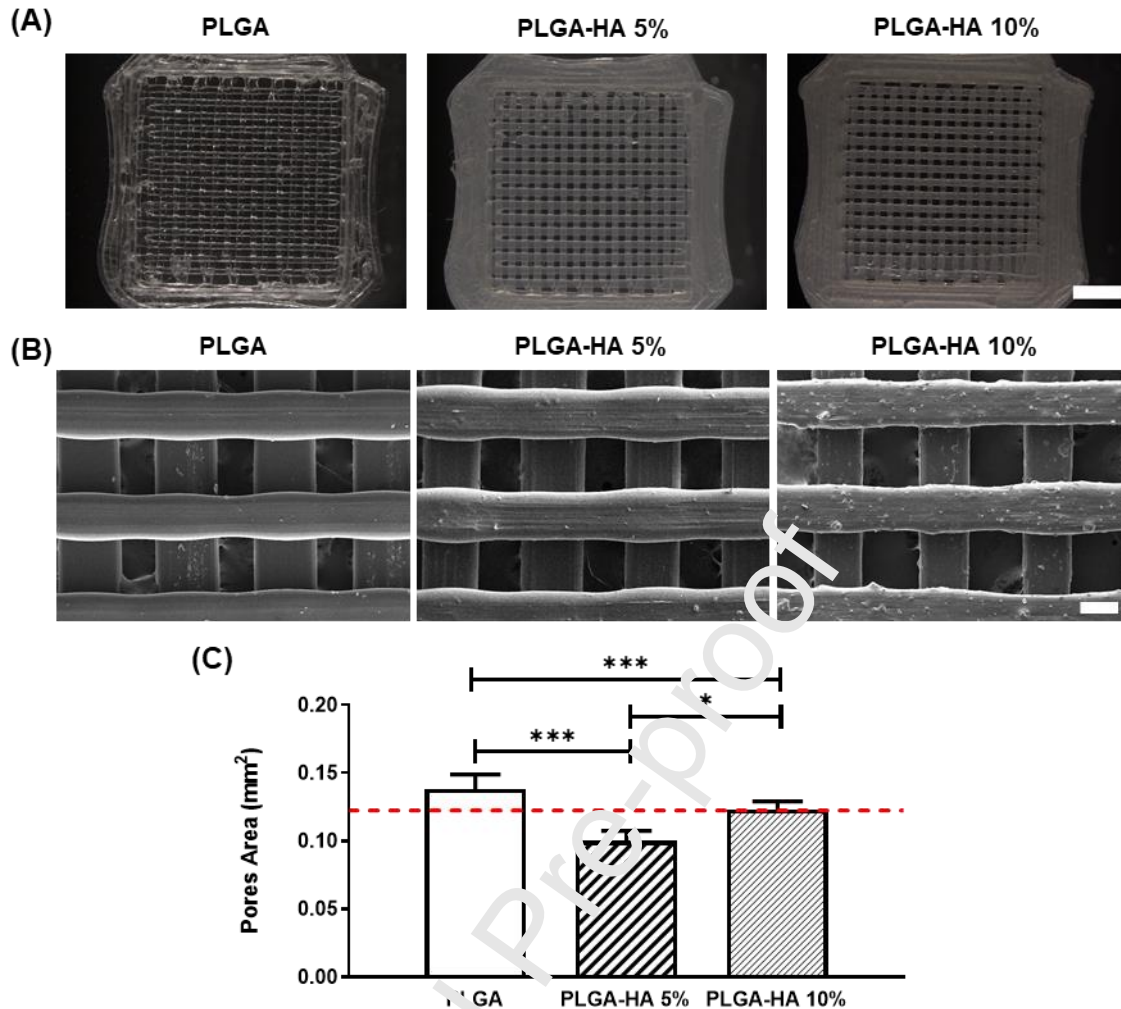 (A)
PLGA PLGA-HA 5% PLGA-HA 10%
(B)
PLGA PLGA-HA 5% PLGA-HA 10%
(C)
***
*
***
0.20
0.15
0.10
0.05
0.00
Pores Area (mm²)
PLGA PLGA-HA 5% PLGA-HA 10%
Pre-proof